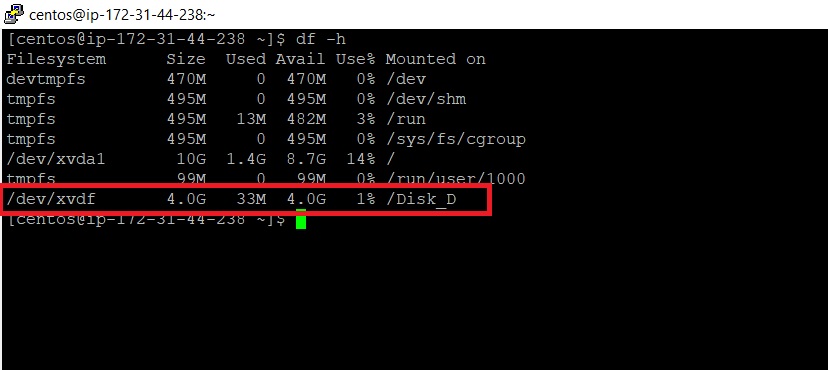 centos@ip-172-31-44-238:~
[centos@ip-172-31-44-238 ~]$ df -h
Filesystem      Size  Used Avail Use% Mounted on
devtmpfs        470M     0  470M   0% /dev
tmpfs           495M     0  495M   0% /dev/shm
tmpfs           495M   13M  482M   3% /run
tmpfs           495M     0  495M   0% /sys/fs/cgroup
/dev/xvda1       10G  1.4G  8.7G  14% /
tmpfs            99M     0   99M   0% /run/user/1000
/dev/xvdf       4.0G   33M  4.0G   1% /Disk_D
[centos@ip-172-31-44-238 ~]$